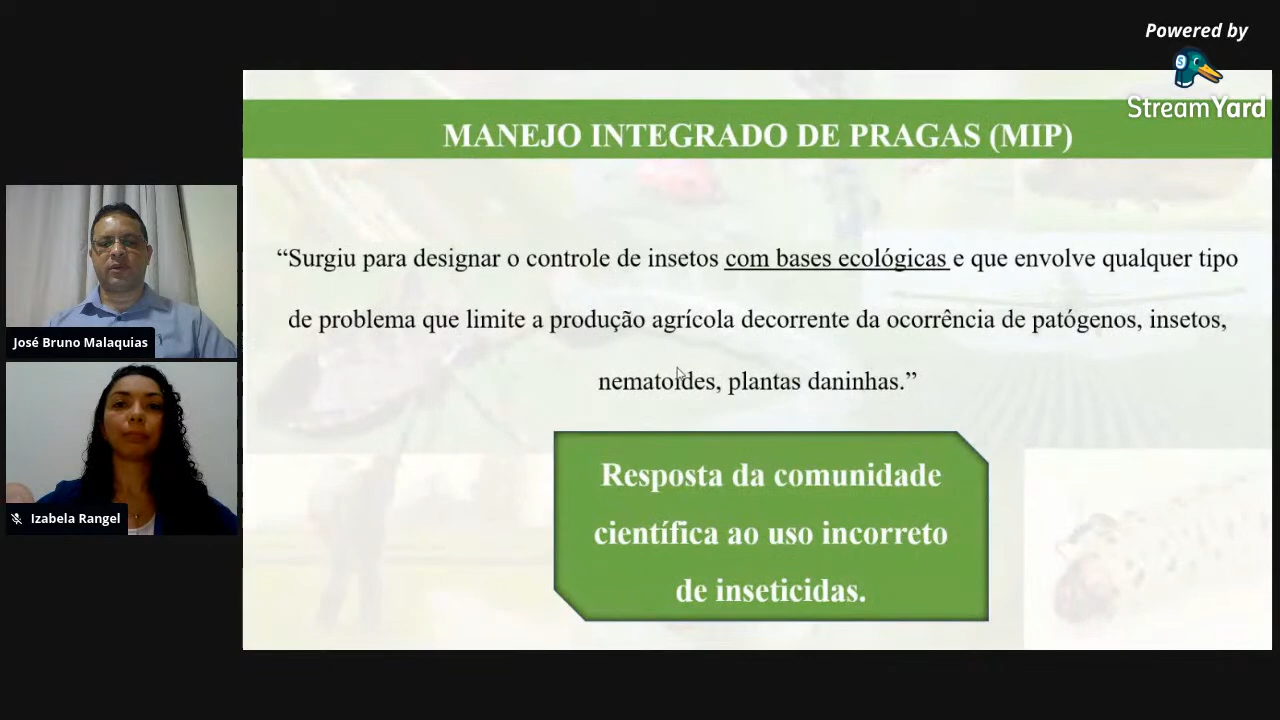 Powered by
StreamYard
MANEJO INTEGRADO DE PRAGAS (MIP)
“Surgiu para designar o controle de insetos com bases ecológicas e que envolve qualquer tipo
de problema que limite a produção agrícola decorrente da ocorrência de patógenos, insetos,
nematoides, plantas daninhas.”
Resposta da comunidade
científica ao uso incorreto
de inseticidas.
José Bruno Malaquias
Izabela Rangel